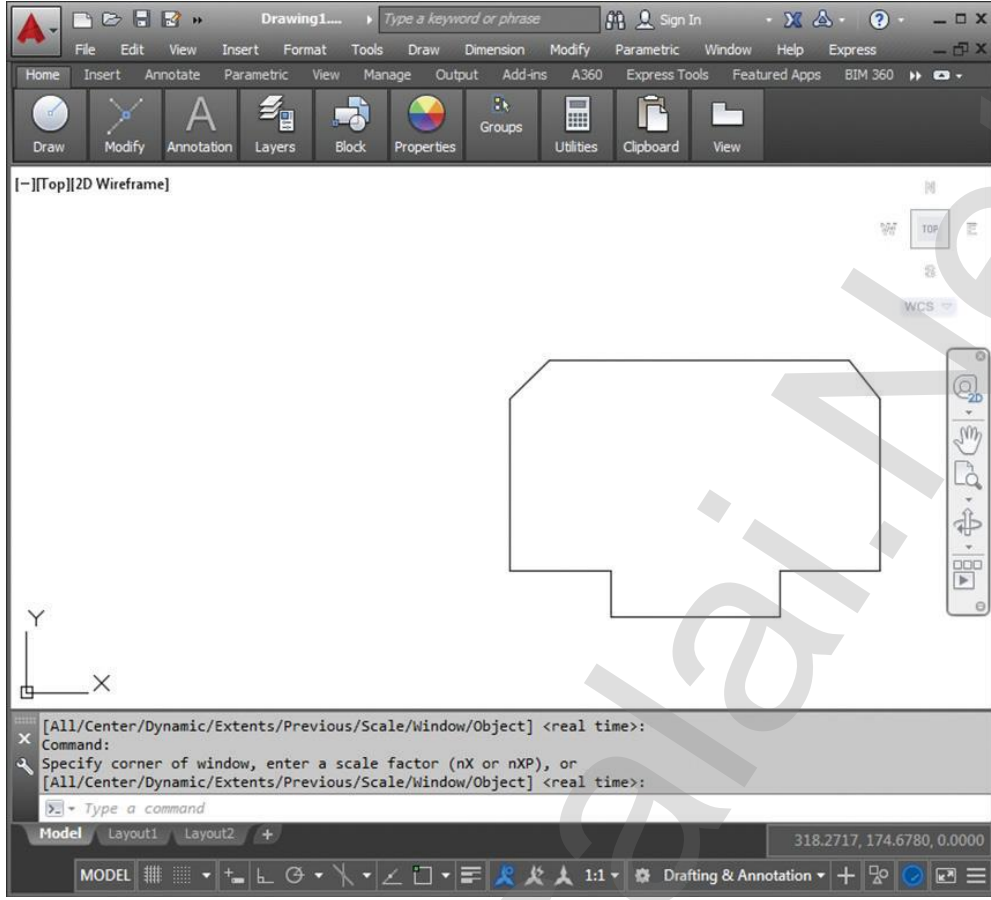 Drawing1.... Type a keyword or phrase Sign In
File Edit View Insert Format Tools Draw Dimension Modify Parametric Window Help Express
Home Insert Annotate Parametric View Manage Output Add-ins A360 Express Tools Featured Apps BIM 360
Draw Modify Annotation Layers Block Properties Groups Utilities Clipboard View
[−][Top][2D Wireframe]
N
W TOP E
S
WCS
2D
Y
X
[All/Center/Dynamic/Extents/Previous/Scale/Window/Object] <real time>:
Command:
Specify corner of window, enter a scale factor (nX or nXP), or
[All/Center/Dynamic/Extents/Previous/Scale/Window/Object] <real time>:
Type a command
Model Layout1 Layout2 +
318.2717, 174.6780, 0.0000
MODEL 1:1 Drafting & Annotation